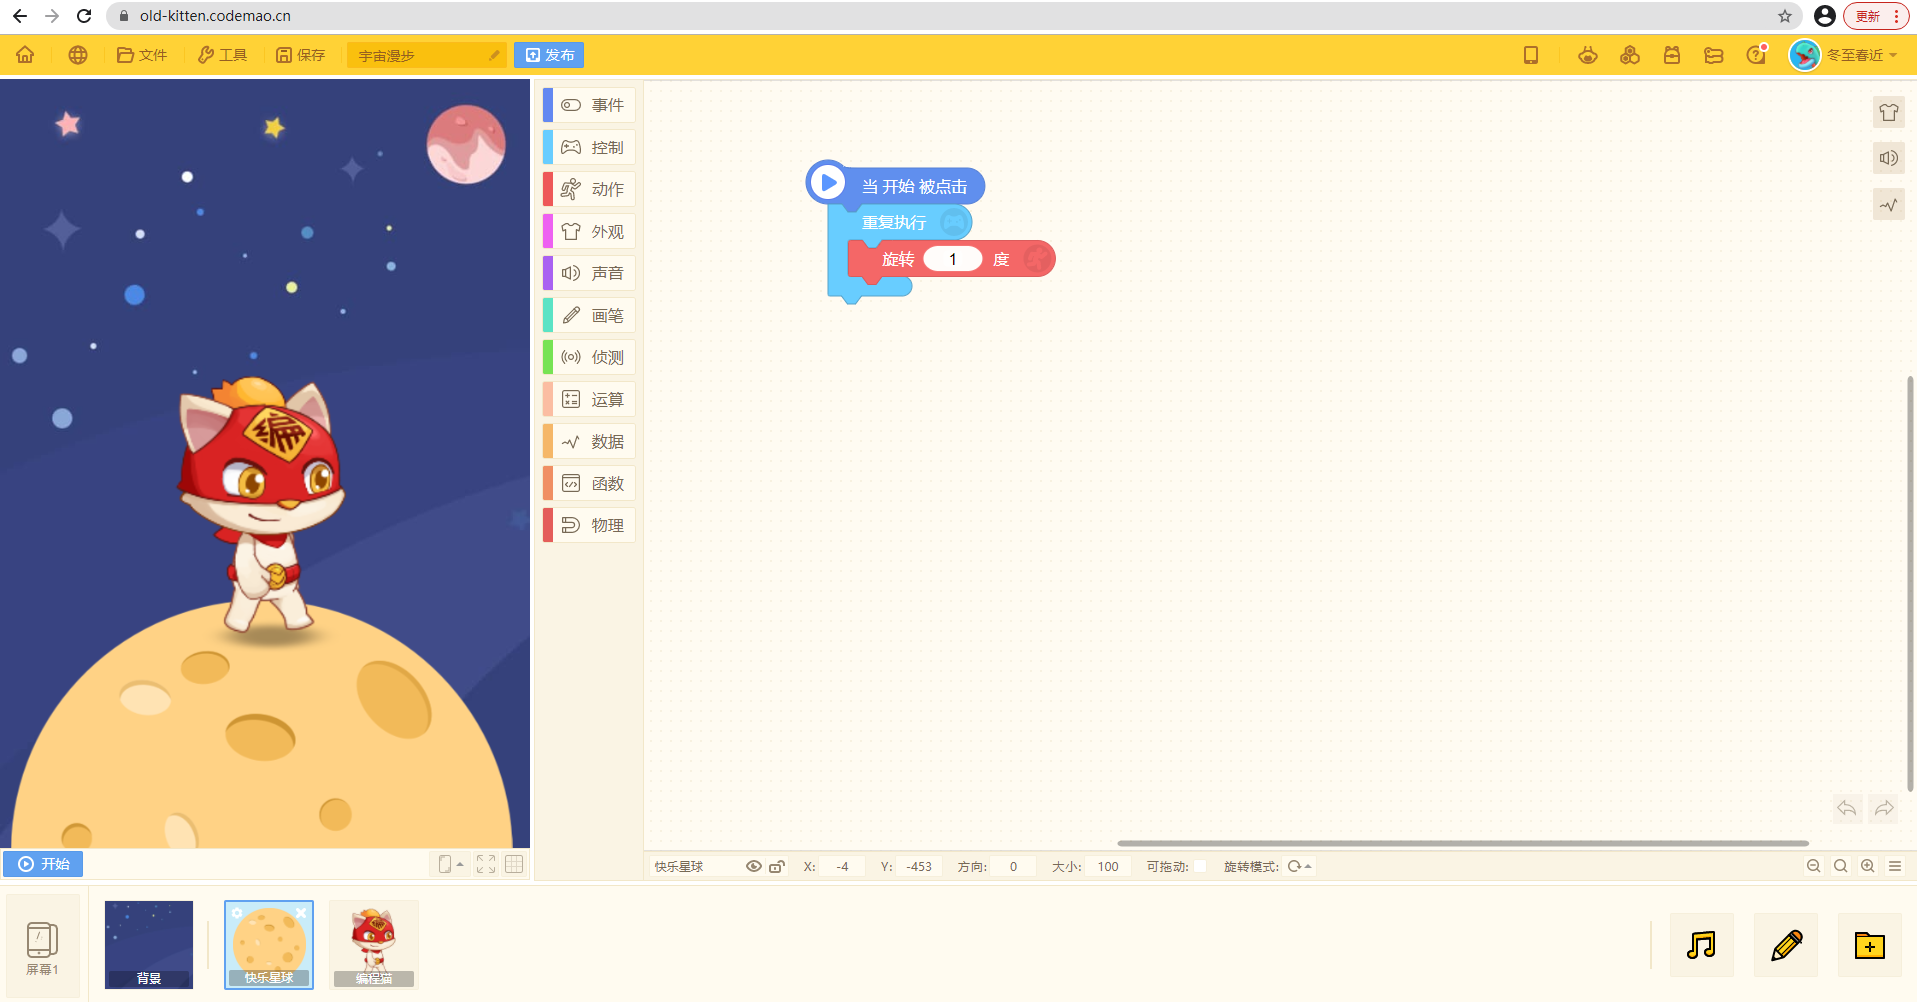 old-kitten.codemao.cn
更新
文件
工具
保存
宇宙漫步
发布
冬至春近
编
事件
控制
动作
外观
声音
画笔
侦测
运算
数据
函数
物理
当 开始 被点击
重复执行
旋转 1 度
开始
快乐星球
X: -4
Y: -453
方向: 0
大小: 100
可拖动:
旋转模式:
屏幕1
背景
快乐星球
编程猫